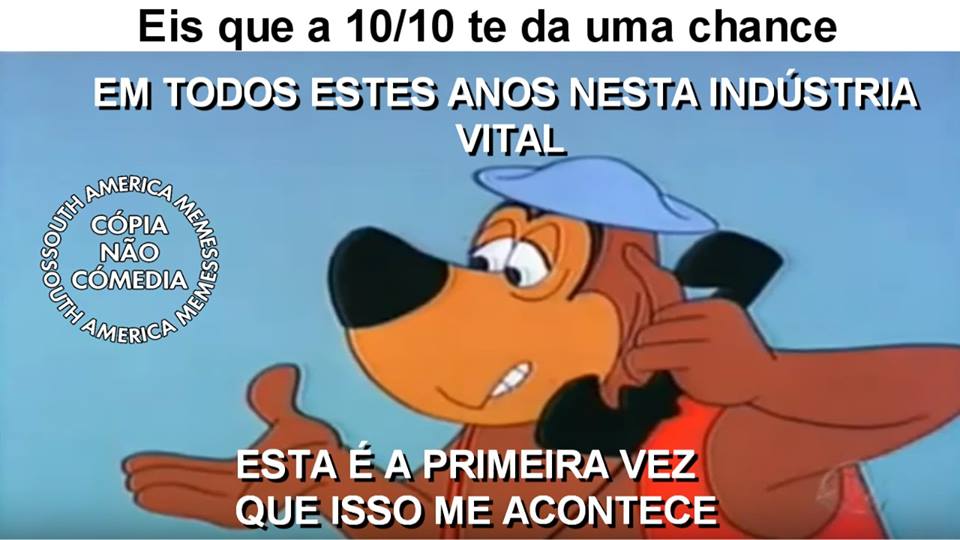 Eis que a 10/10 te da uma chance
EM TODOS ESTES ANOS NESTA INDÚSTRIA
VITAL
SOUTH AMERICA MEMES
CÓPIA
NÃO
CÓMEDIA
SOUTH AMERICA MEMES
ESTA É A PRIMEIRA VEZ
QUE ISSO ME ACONTECE